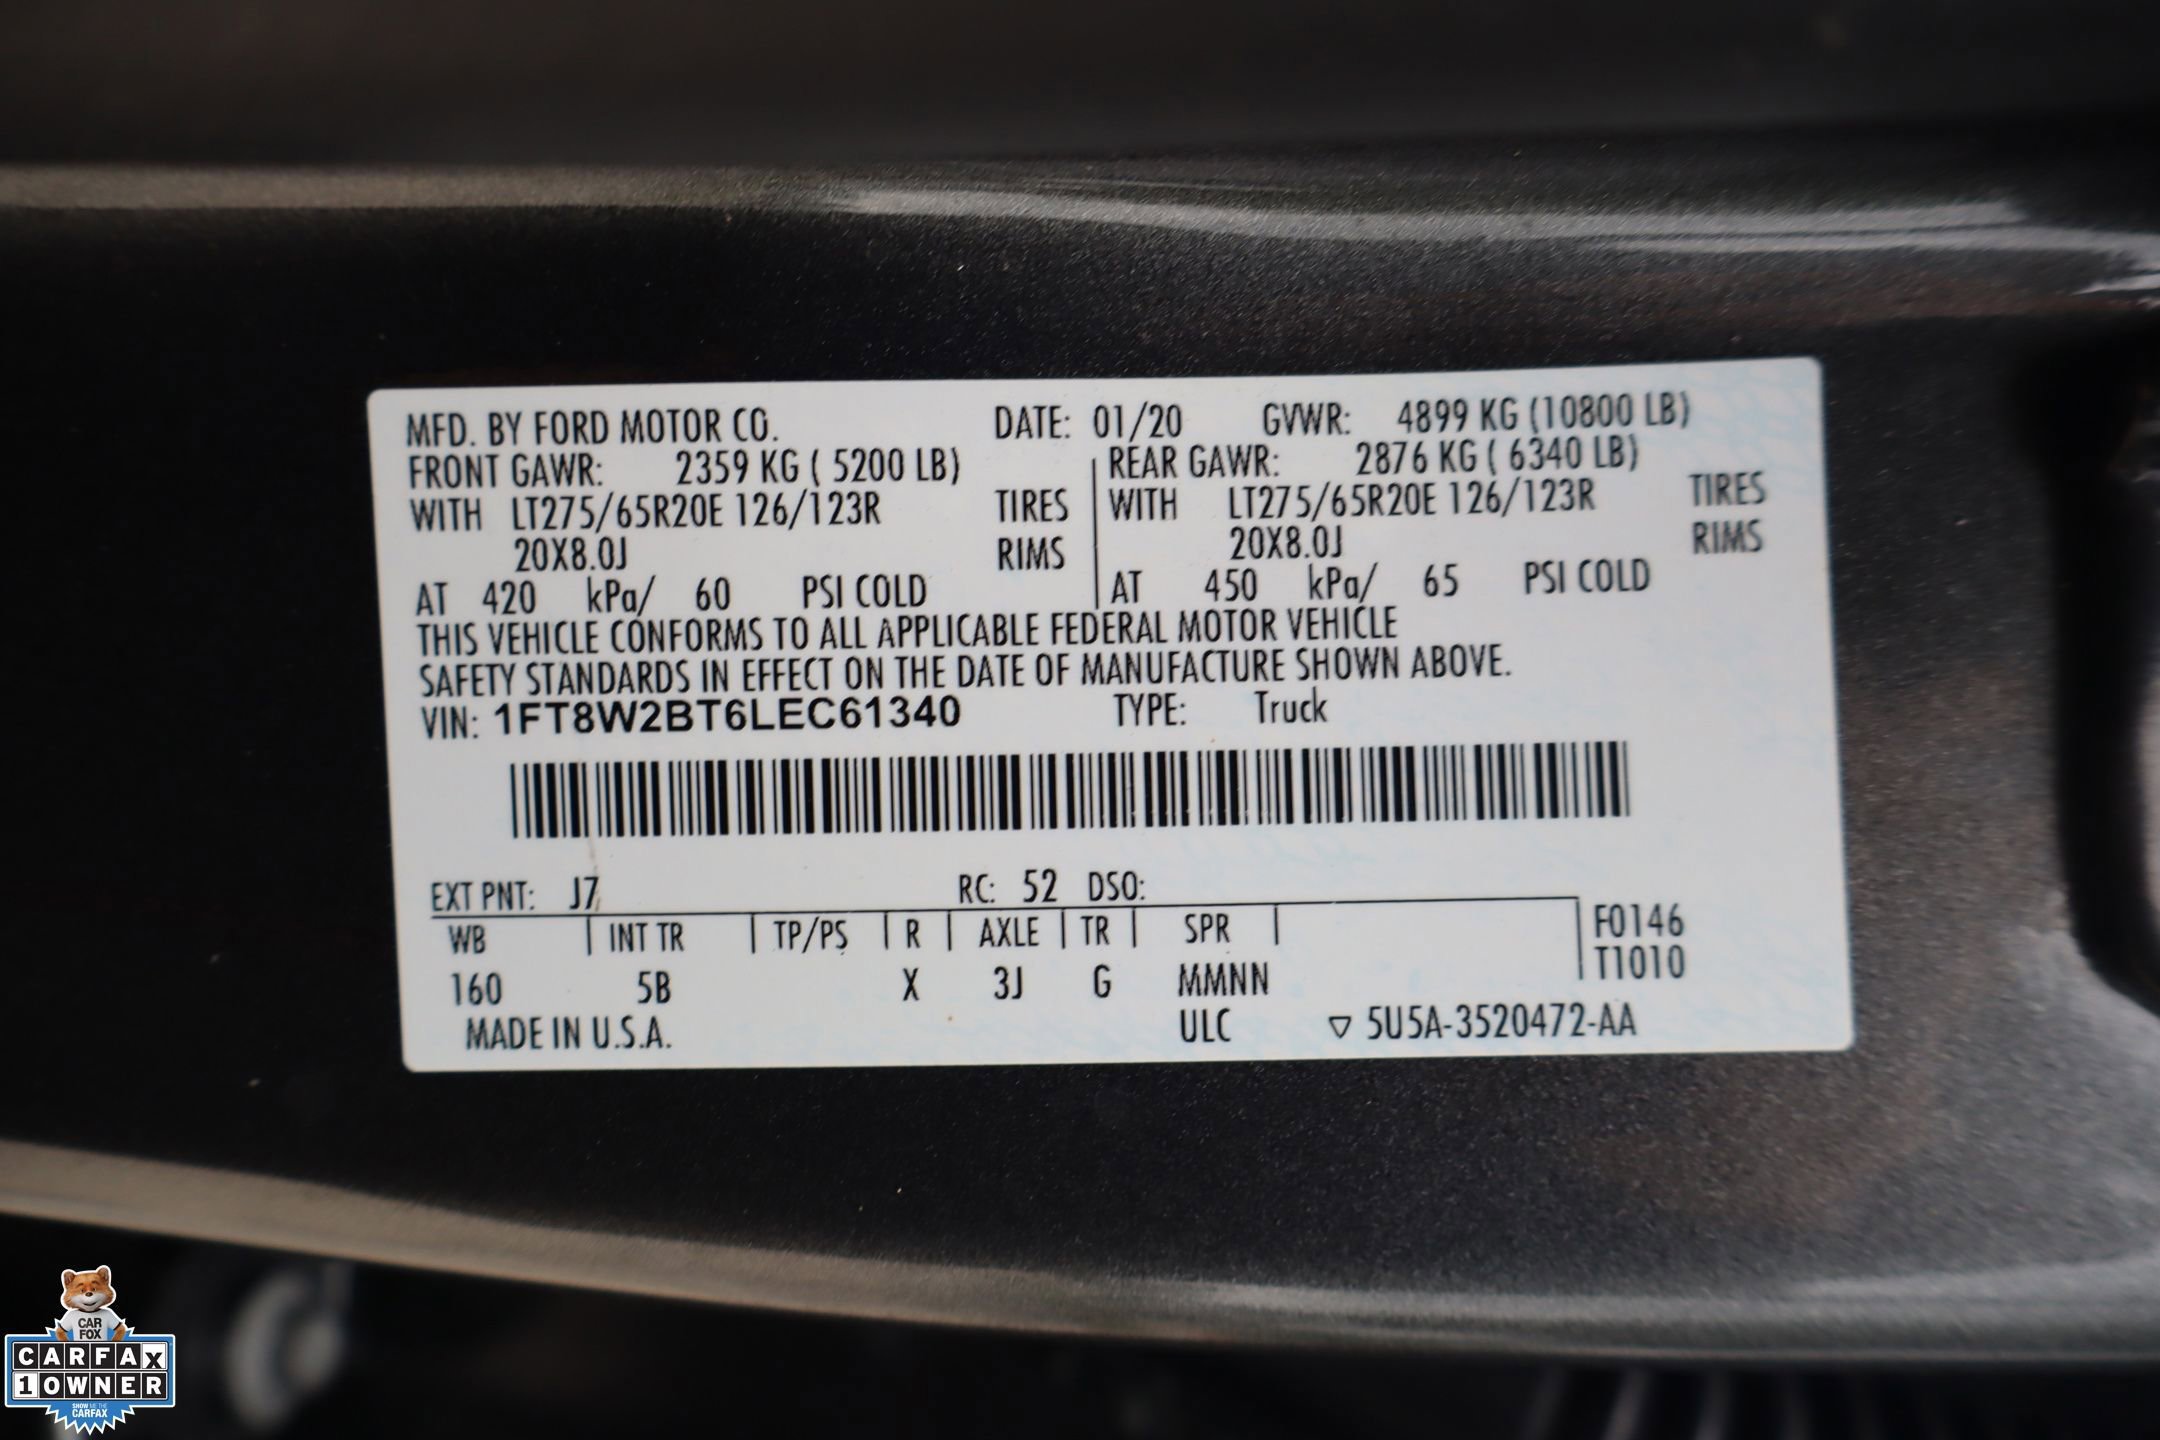 MFD. BY FORD MOTOR CO. DATE: 01/20 GVWR: 4899 KG (10800 LB)
FRONT GAWR: 2359 KG ( 5200 LB) REAR GAWR: 2876 KG ( 6340 LB)
WITH LT275/65R20E 126/123R TIRES WITH LT275/65R20E 126/123R TIRES
20X8.0J RIMS 20X8.0J RIMS
AT 420 kPa/ 60 PSI COLD AT 450 kPa/ 65 PSI COLD
THIS VEHICLE CONFORMS TO ALL APPLICABLE FEDERAL MOTOR VEHICLE
SAFETY STANDARDS IN EFFECT ON THE DATE OF MANUFACTURE SHOWN ABOVE.
VIN: 1FT8W2BT6LEC61340 TYPE: Truck
EXT PNT: J7 RC: 52 DSO:
WB INT TR TP/PS R AXLE TR SPR F0146
T1010
160 5B X 3J G MMNN
MADE IN U.S.A. ULC ▽ 5U5A-3520472-AA
CAR
FOX
CARFAX
1 OWNER
SHOW ME THE
CARFAX